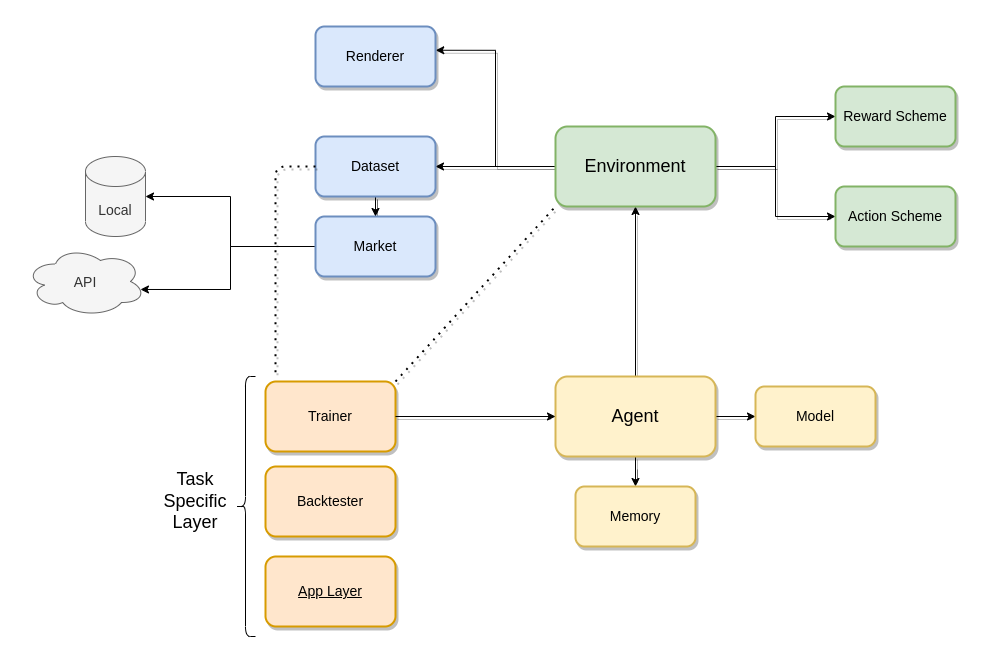 Renderer
Reward Scheme
Environment
Dataset
Local
Action Scheme
Market
API
Trainer
Agent
Model
Task
Specific
Layer
Backtester
Memory
App Layer